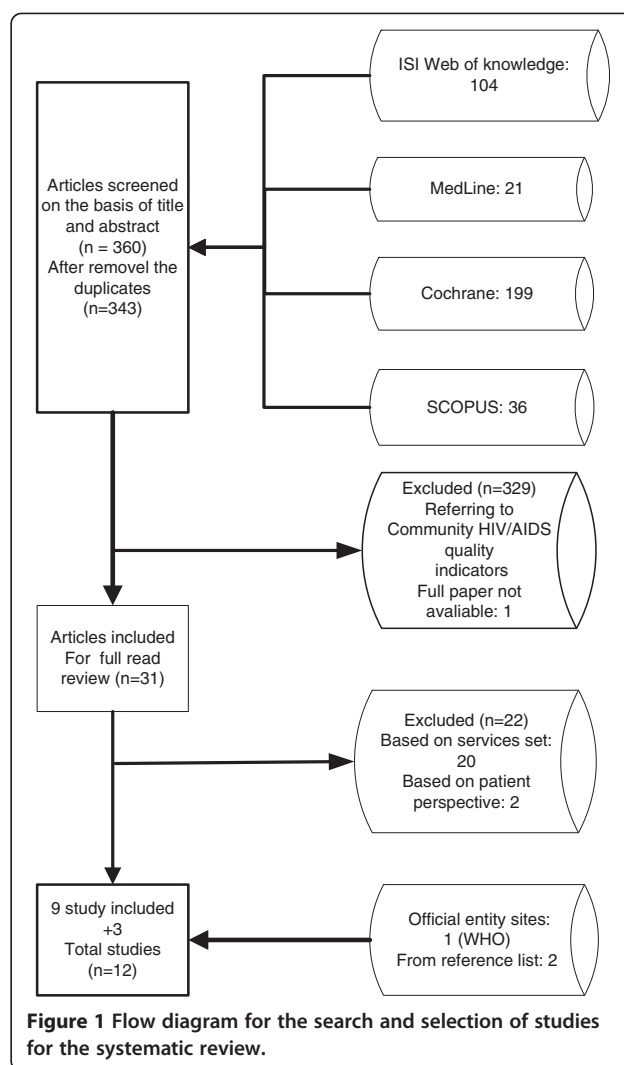 ISI Web of knowledge:
104
Articles screened
on the basis of title
and abstract
(n = 360)
After removel the
duplicates
(n=343)
MedLine: 21
Cochrane: 199
SCOPUS: 36
Excluded (n=329)
Referring to
Community HIV/AIDS
quality
indicators
Full paper not
avaliable: 1
Articles included
For full read
review (n=31)
Excluded (n=22)
Based on services set:
20
Based on patient
perspective: 2
9 study included
+3
Total studies
(n=12)
Official entity sites:
1 (WHO)
From reference list: 2
Figure 1 Flow diagram for the search and selection of studies
for the systematic review.